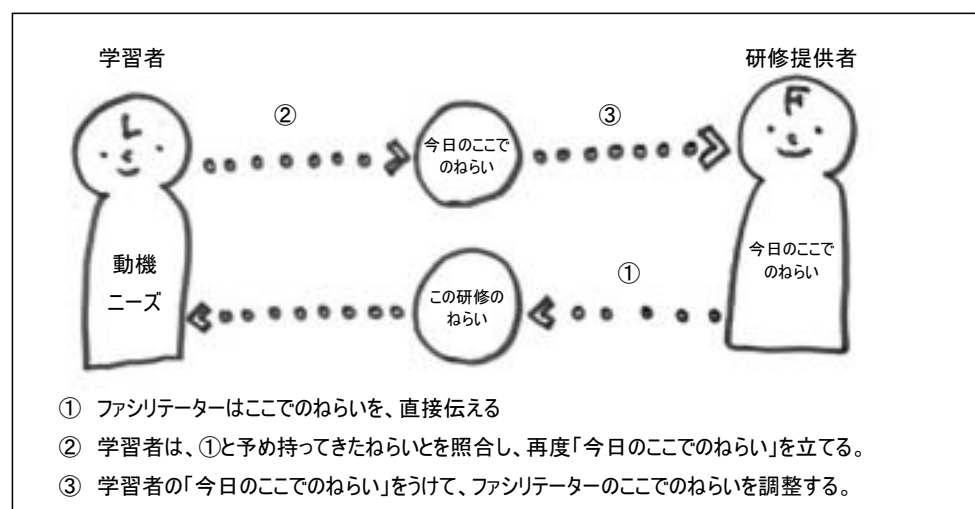 学習者
研修提供者
L
F
②
③
今日のここで
のねらい
動機
ニーズ
今日のここで
のねらい
①
この研修の
ねらい
① ファシリテーターはここでのねらいを、直接伝える
② 学習者は、①と予め持ってきたねらいとを照合し、再度「今日のここでのねらい」を立てる。
③ 学習者の「今日のここでのねらい」をうけて、ファシリテーターのここでのねらいを調整する。